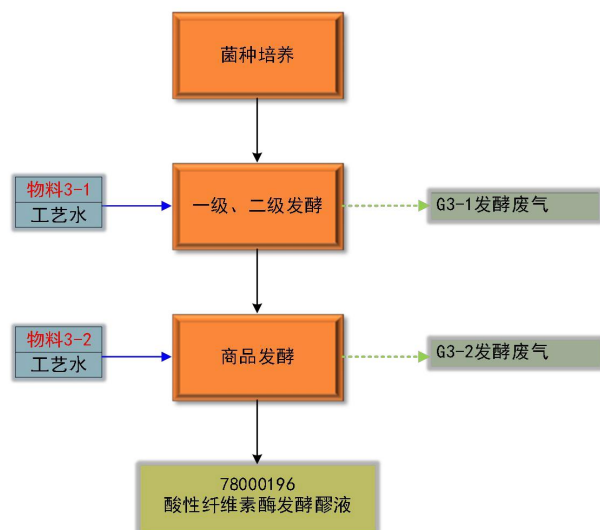 菌种培养
物料3-1
工艺水
一级、二级发酵
G3-1发酵废气
物料3-2
工艺水
商品发酵
G3-2发酵废气
78000196
酸性纤维素酶发酵醪液